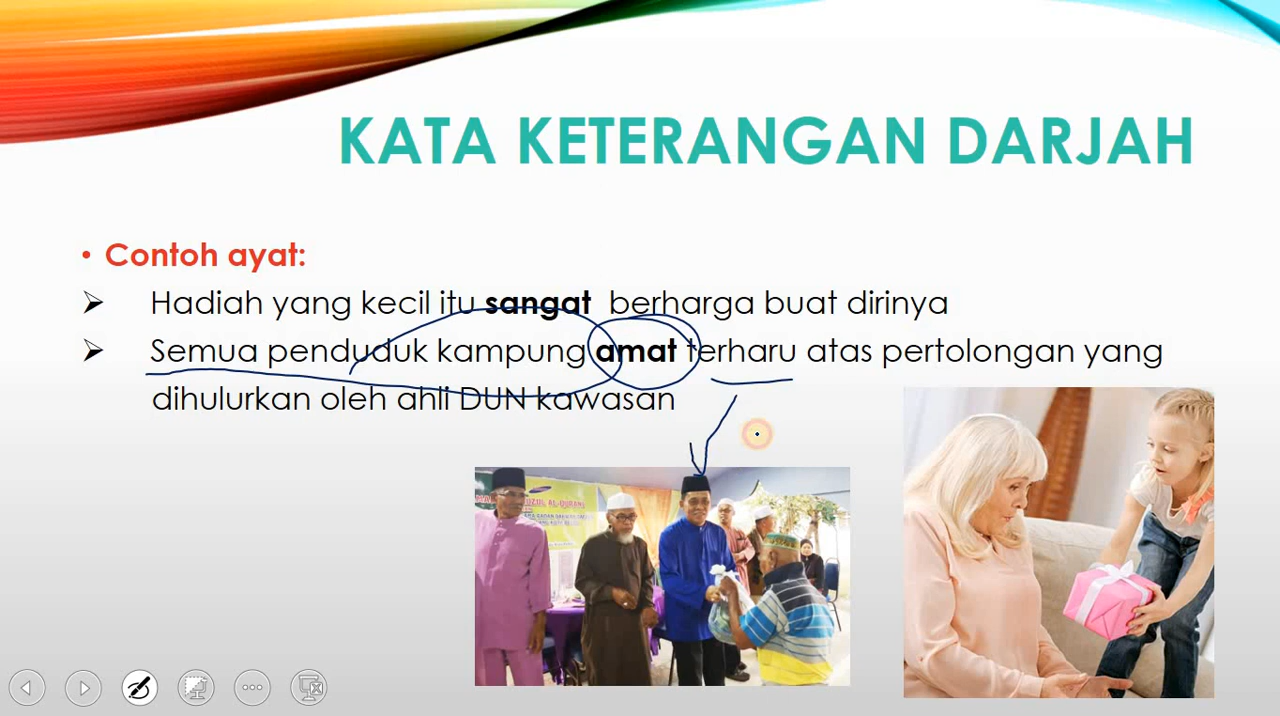 KATA KETERANGAN DARJAH
• Contoh ayat:
➢ Hadiah yang kecil itu sangat berharga buat dirinya
➢ Semua penduduk kampung amat terharu atas pertolongan yang
dihulurkan oleh ahli DUN kawasan